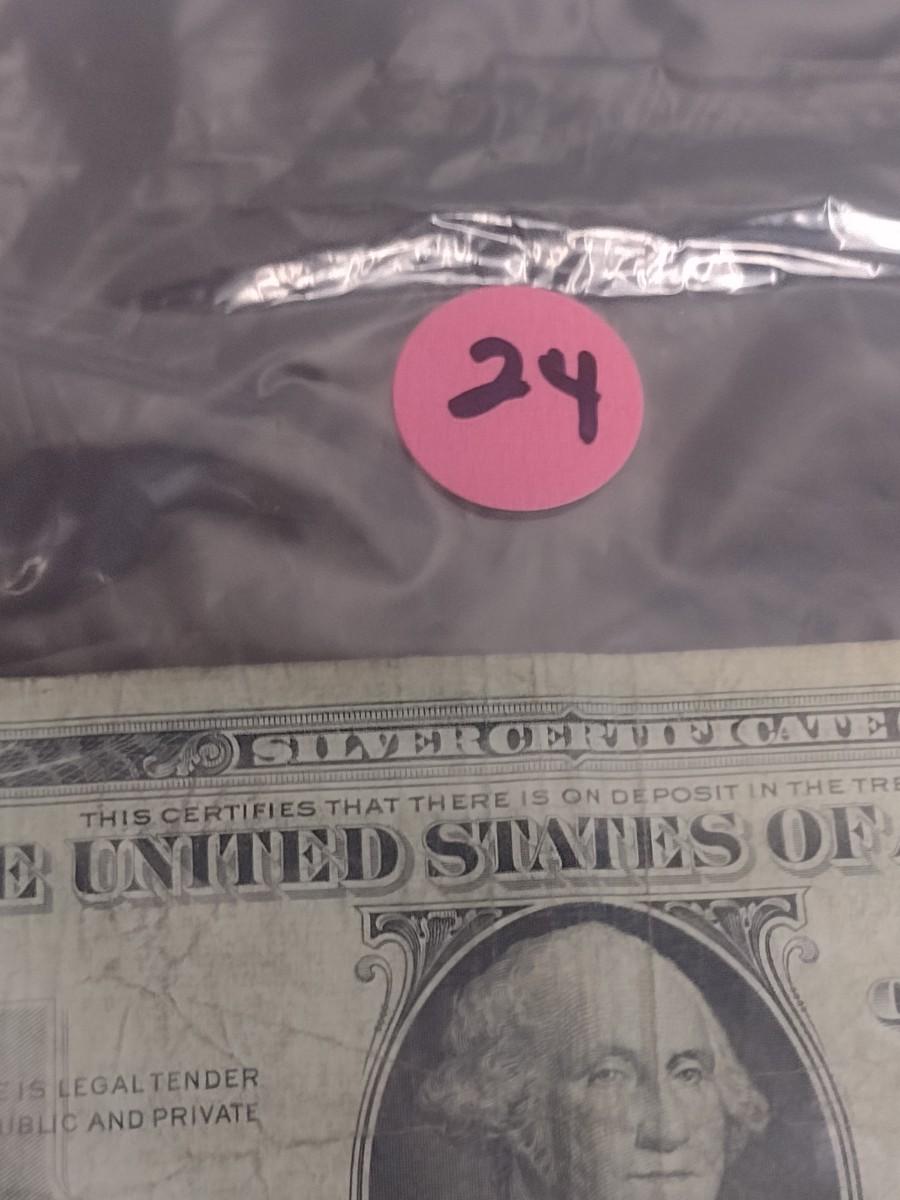 24
SILVER CERTIFICATE
THIS CERTIFIES THAT THERE IS ON DEPOSIT IN THE TRE
E UNITED STATES OF
E IS LEGAL TENDER
UBLIC AND PRIVATE